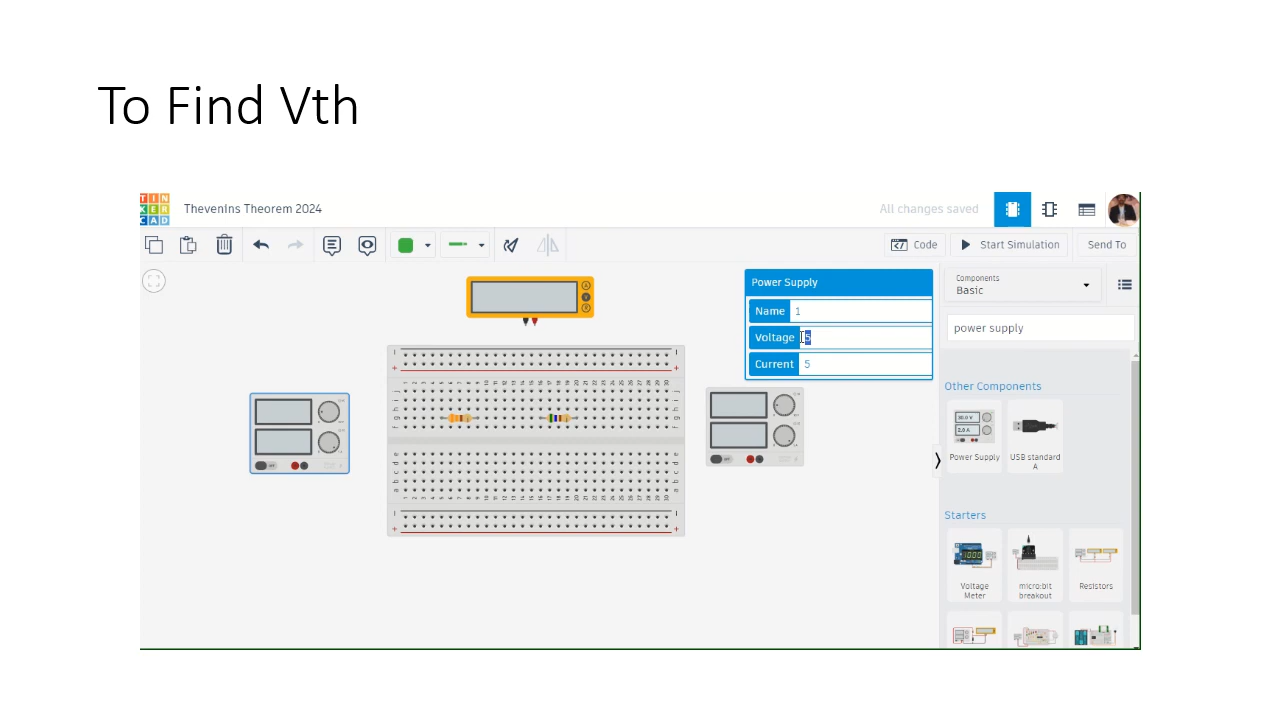 To Find Vth
TIN
KER
CAD
Thevenins Theorem 2024
All changes saved
Code
Start Simulation
Send To
Power Supply
Name 1
Voltage 5
Current 5
Components
Basic
power supply
Other Components
Power Supply
USB standard
A
Starters
Voltage
Meter
micro:bit
breakout
Resistors